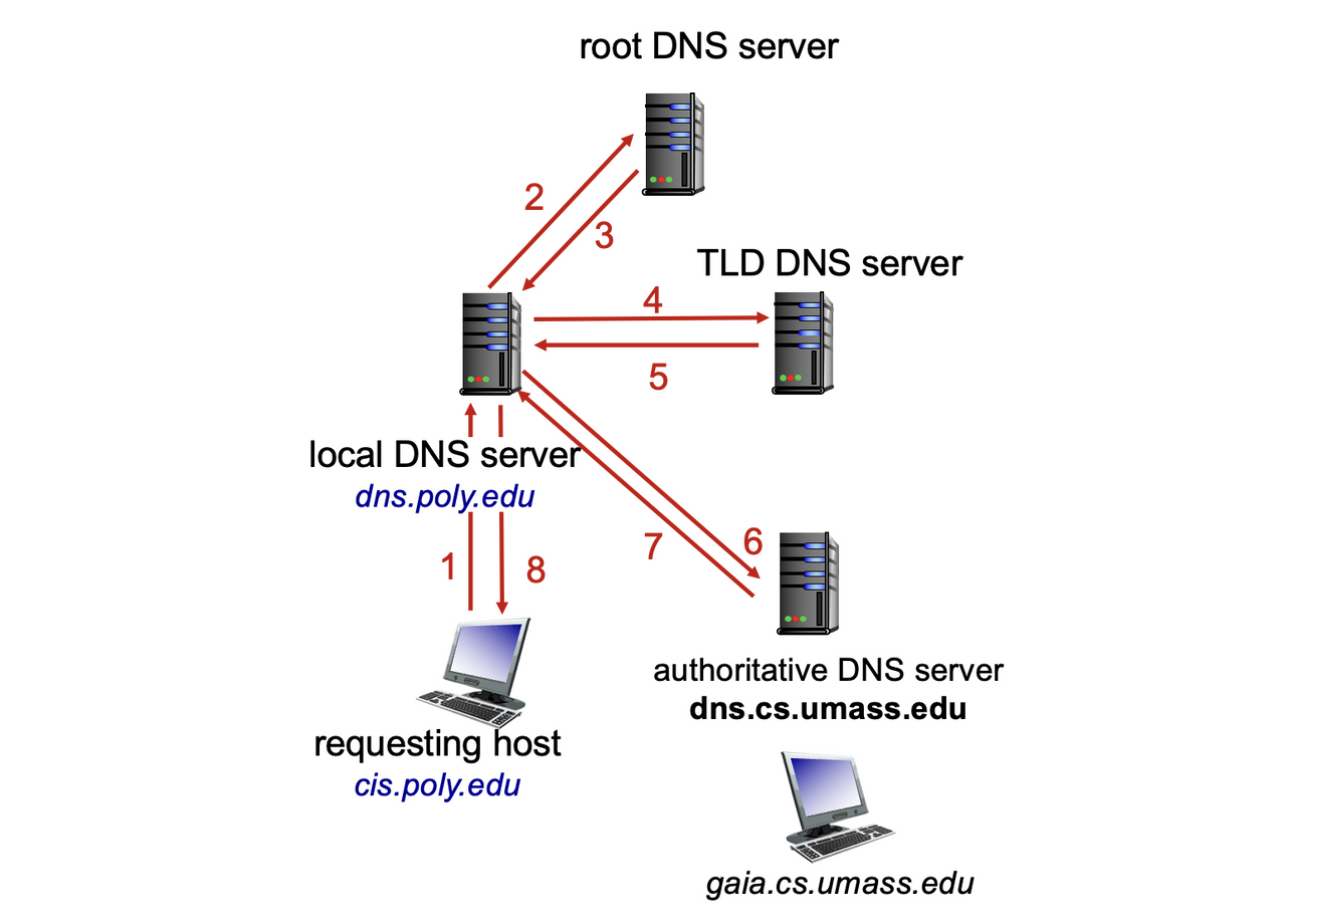 root DNS server
2
3
TLD DNS server
4
5
local DNS server
dns.poly.edu
1
8
7
6
authoritative DNS server
dns.cs.umass.edu
requesting host
cis.poly.edu
gaia.cs.umass.edu